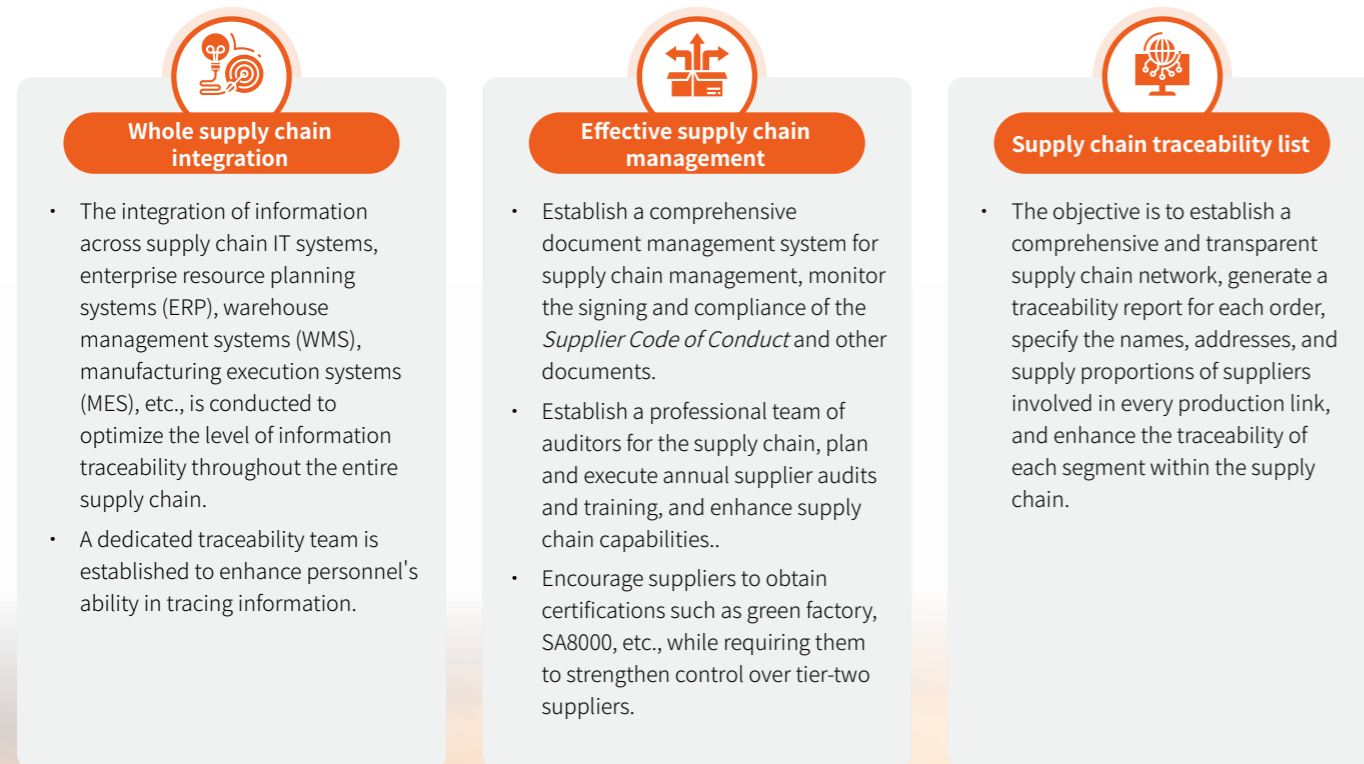 Whole supply chain
integration
• The integration of information
across supply chain IT systems,
enterprise resource planning
systems (ERP), warehouse
management systems (WMS),
manufacturing execution systems
(MES), etc., is conducted to
optimize the level of information
traceability throughout the entire
supply chain.
• A dedicated traceability team is
established to enhance personnel's
ability in tracing information.
Effective supply chain
management
• Establish a comprehensive
document management system for
supply chain management, monitor
the signing and compliance of the
Supplier Code of Conduct and other
documents.
• Establish a professional team of
auditors for the supply chain, plan
and execute annual supplier audits
and training, and enhance supply
chain capabilities..
• Encourage suppliers to obtain
certifications such as green factory,
SA8000, etc., while requiring them
to strengthen control over tier-two
suppliers.
Supply chain traceability list
• The objective is to establish a
comprehensive and transparent
supply chain network, generate a
traceability report for each order,
specify the names, addresses, and
supply proportions of suppliers
involved in every production link,
and enhance the traceability of
each segment within the supply
chain.